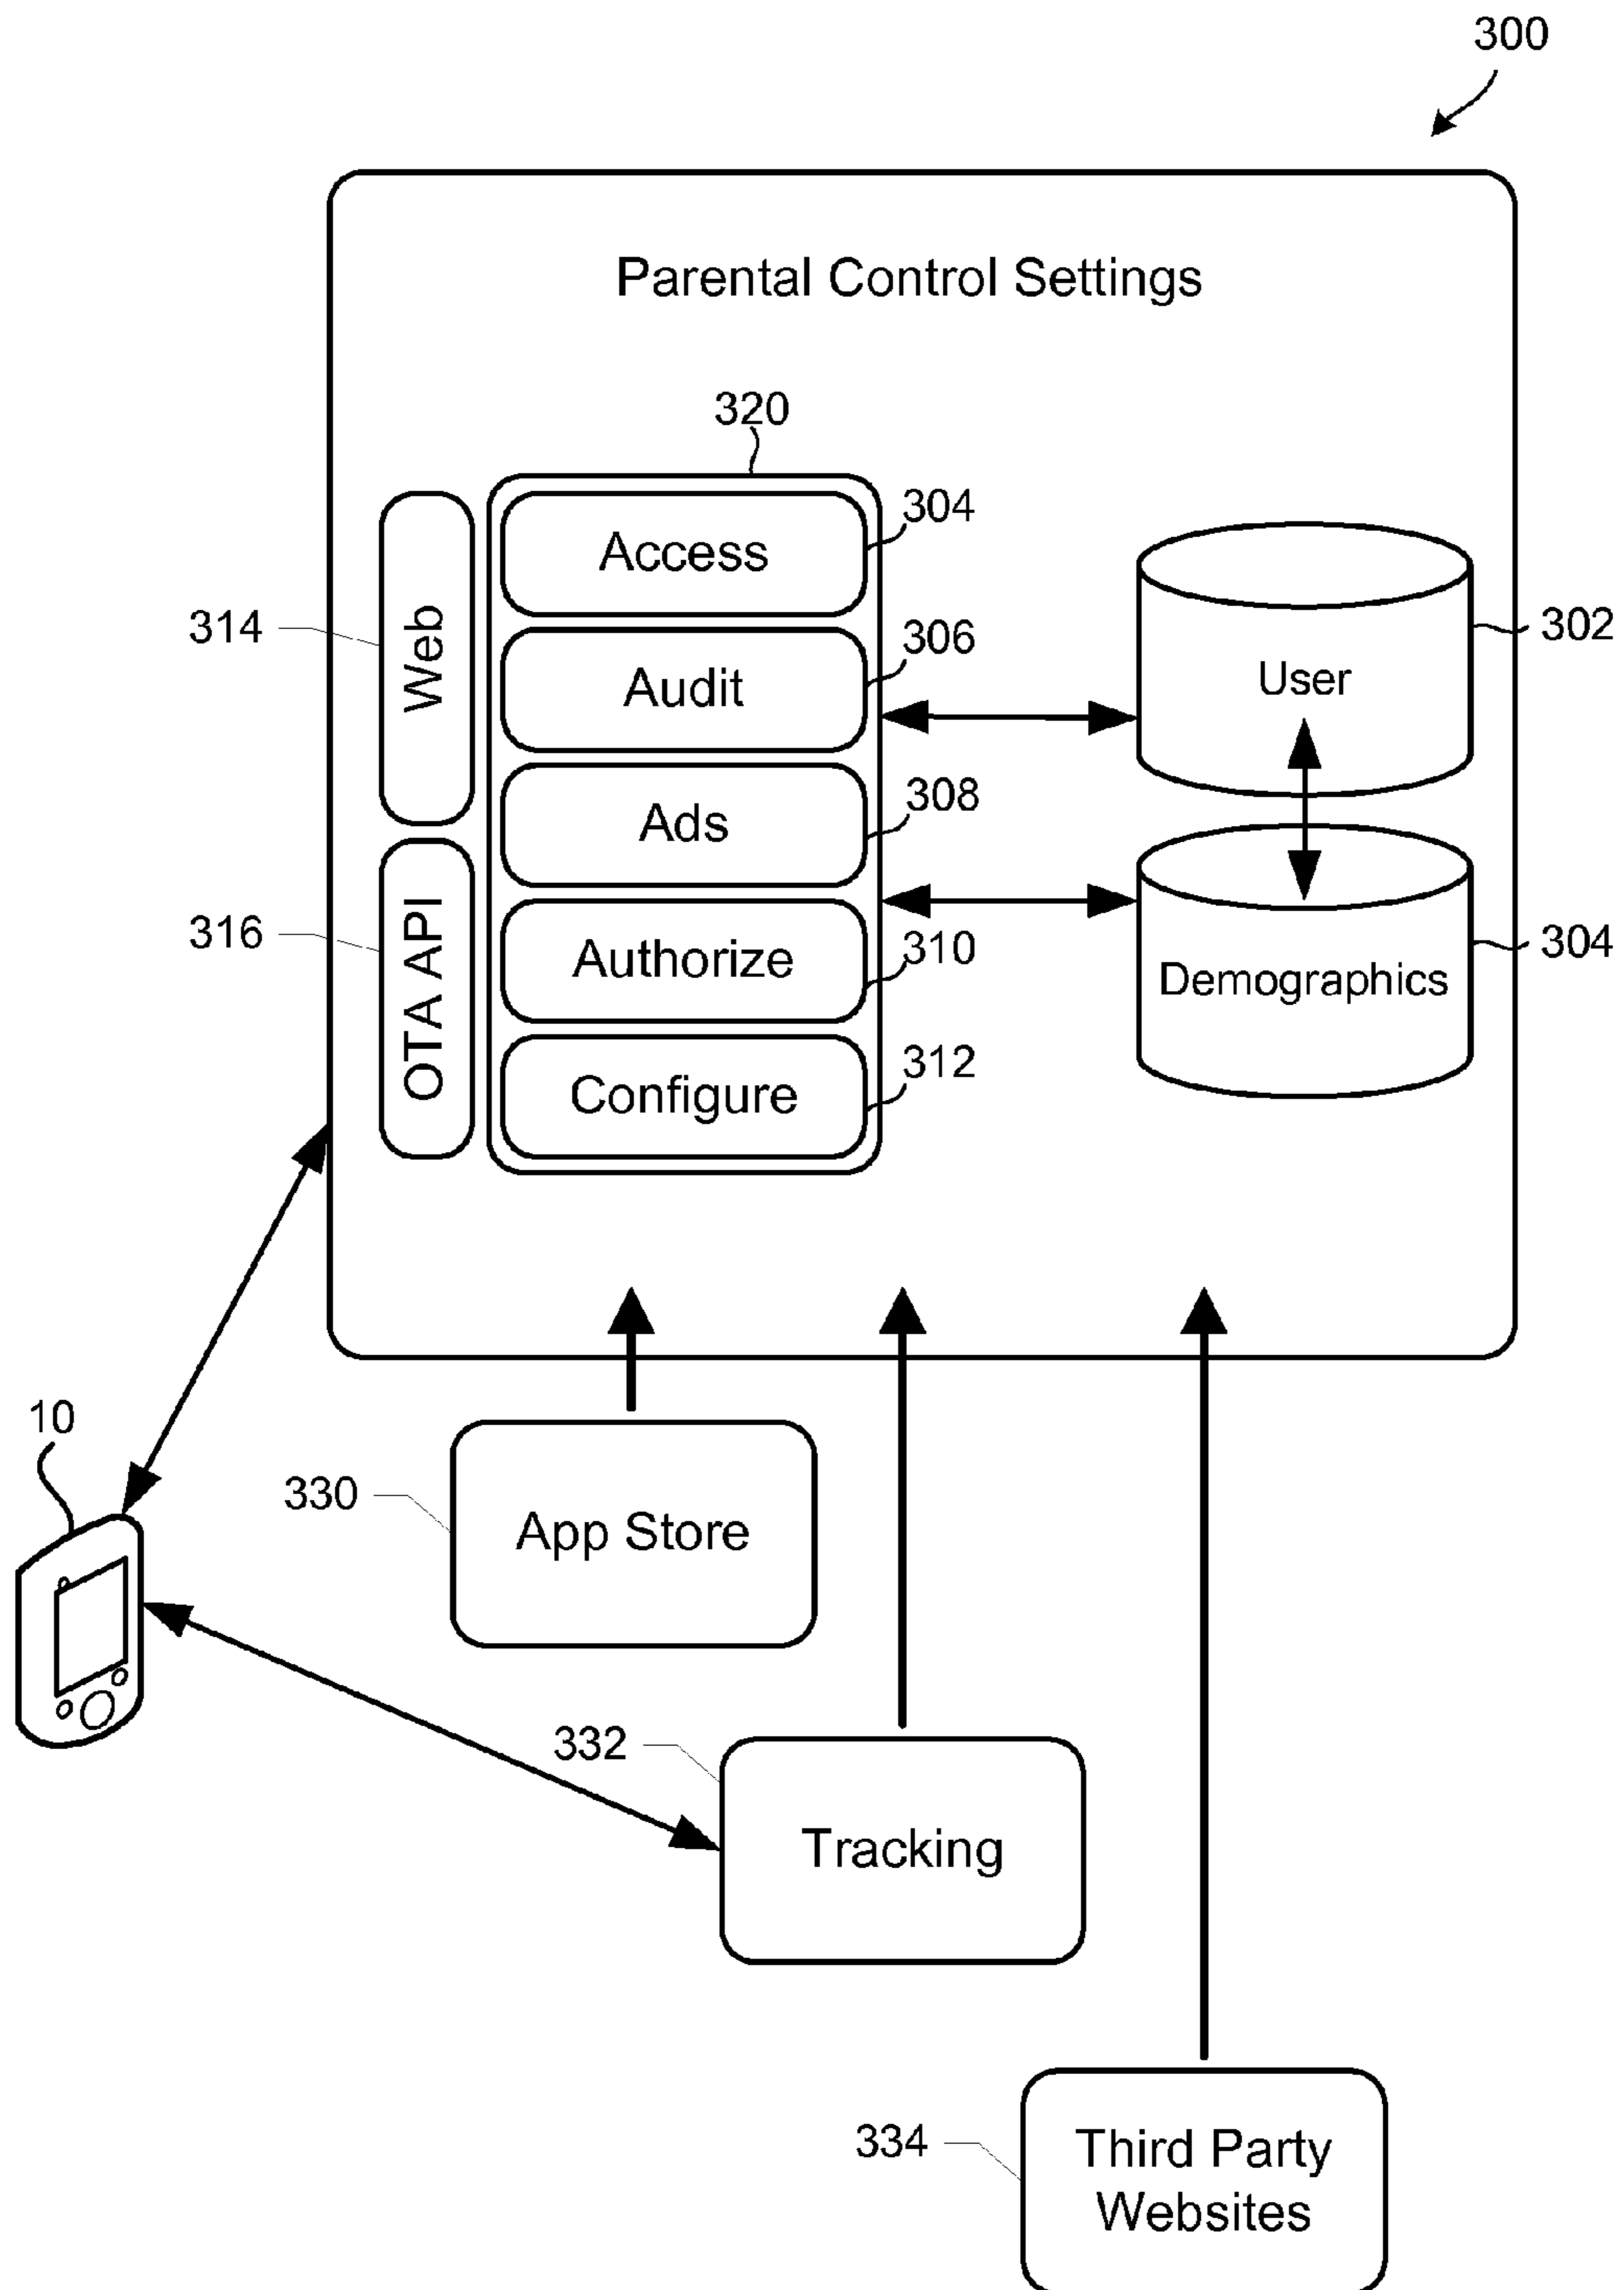 300
Parental Control Settings
320
Access
304
Audit
306
Ads
308
Authorize
310
Configure
312
314
Web
316
OTA API
User
302
Demographics
304
10
330
App Store
332
Tracking
334
Third Party
Websites